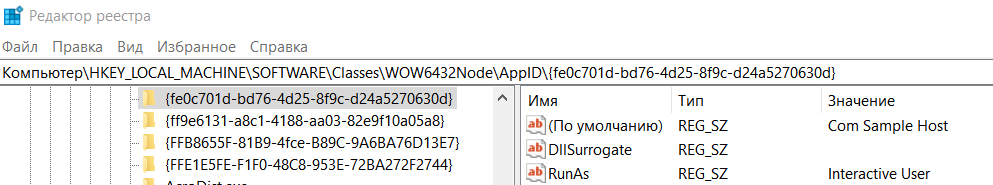 Редактор реестра
Файл Правка Вид Избранное Справка
Компьютер\HKEY_LOCAL_MACHINE\SOFTWARE\Classes\WOW6432Node\AppID\{fe0c701d-bd76-4d25-8f9c-d24a5270630d}
{fe0c701d-bd76-4d25-8f9c-d24a5270630d}
{ff9e6131-a8c1-4188-aa03-82e9f10a05a8}
{FFB8655F-81B9-4fce-B89C-9A6BA76D13E7}
{FFE1E5FE-F1F0-48C8-953E-72BA272F2744}
Имя Тип Значение
(По умолчанию) REG_SZ Com Sample Host
DllSurrogate REG_SZ
RunAs REG_SZ Interactive User